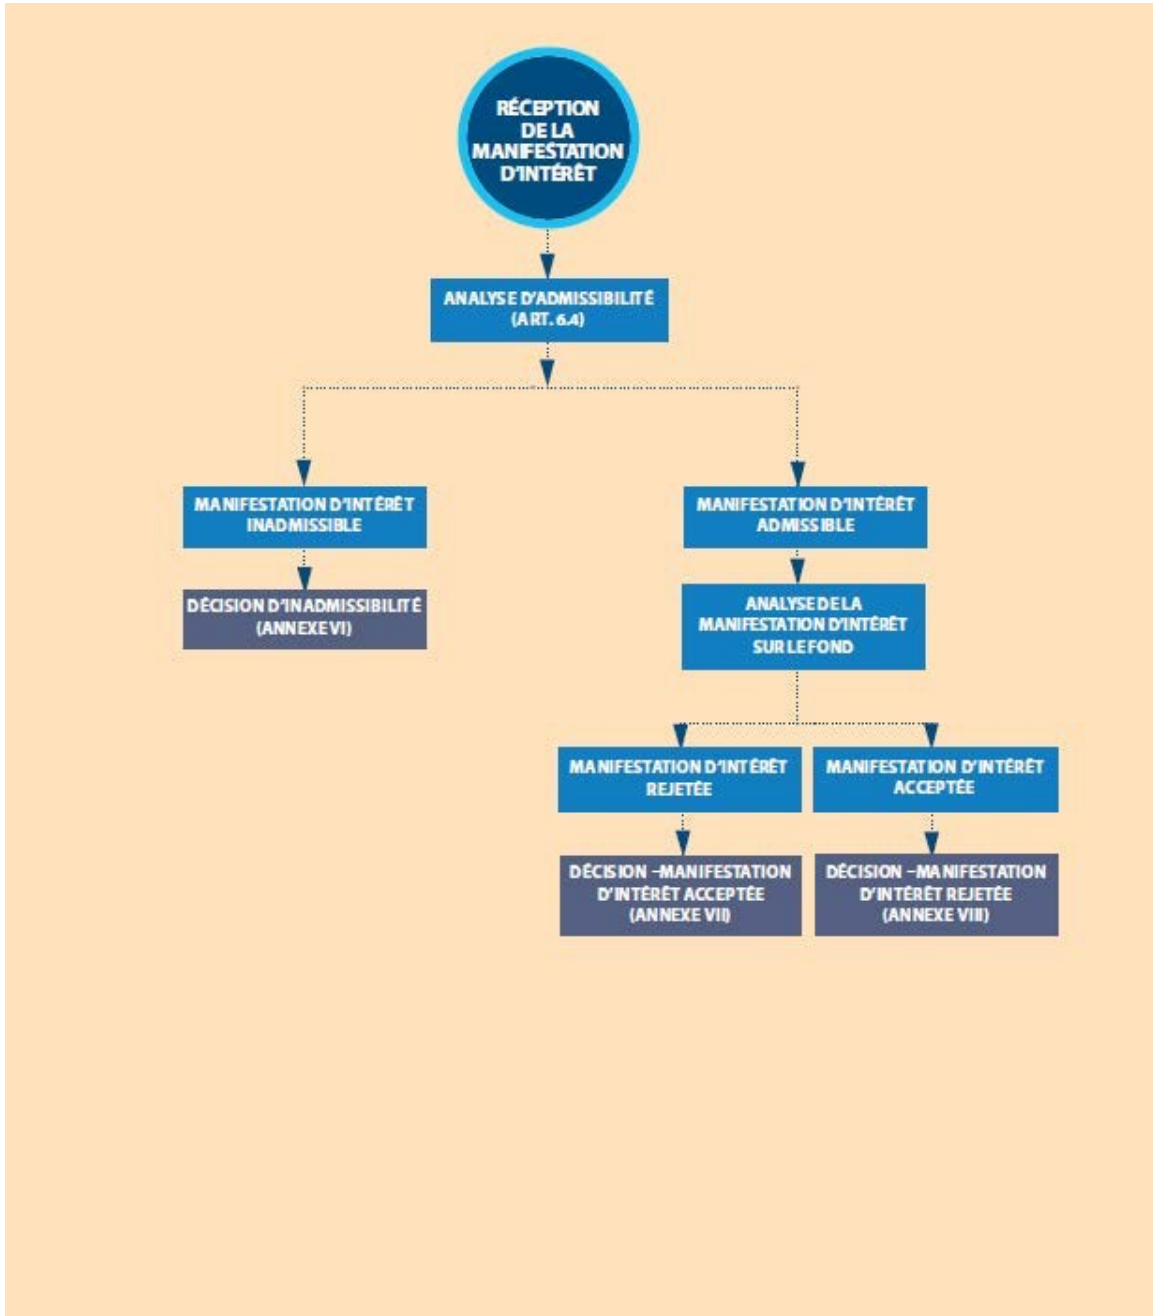 RÉCEPTION
DE LA
MANIFESTATION
D'INTÉRÊT
ANALYSE D'ADMISSIBILITÉ
(ART. 6.4)
MANIFESTATION D'INTÉRÊT
INADMISSIBLE
MANIFESTATION D'INTÉRÊT
ADMISSIBLE
DÉCISION D'INADMISSIBILITÉ
(ANNEXE VI)
ANALYSE DE LA
MANIFESTATION D'INTÉRÊT
SUR LE FOND
MANIFESTATION D'INTÉRÊT
REJETÉE
MANIFESTATION D'INTÉRÊT
ACCEPTÉE
DÉCISION –MANIFESTATION
D'INTÉRÊT ACCEPTÉE
(ANNEXE VII)
DÉCISION –MANIFESTATION
D'INTÉRÊT REJETÉE
(ANNEXE VIII)